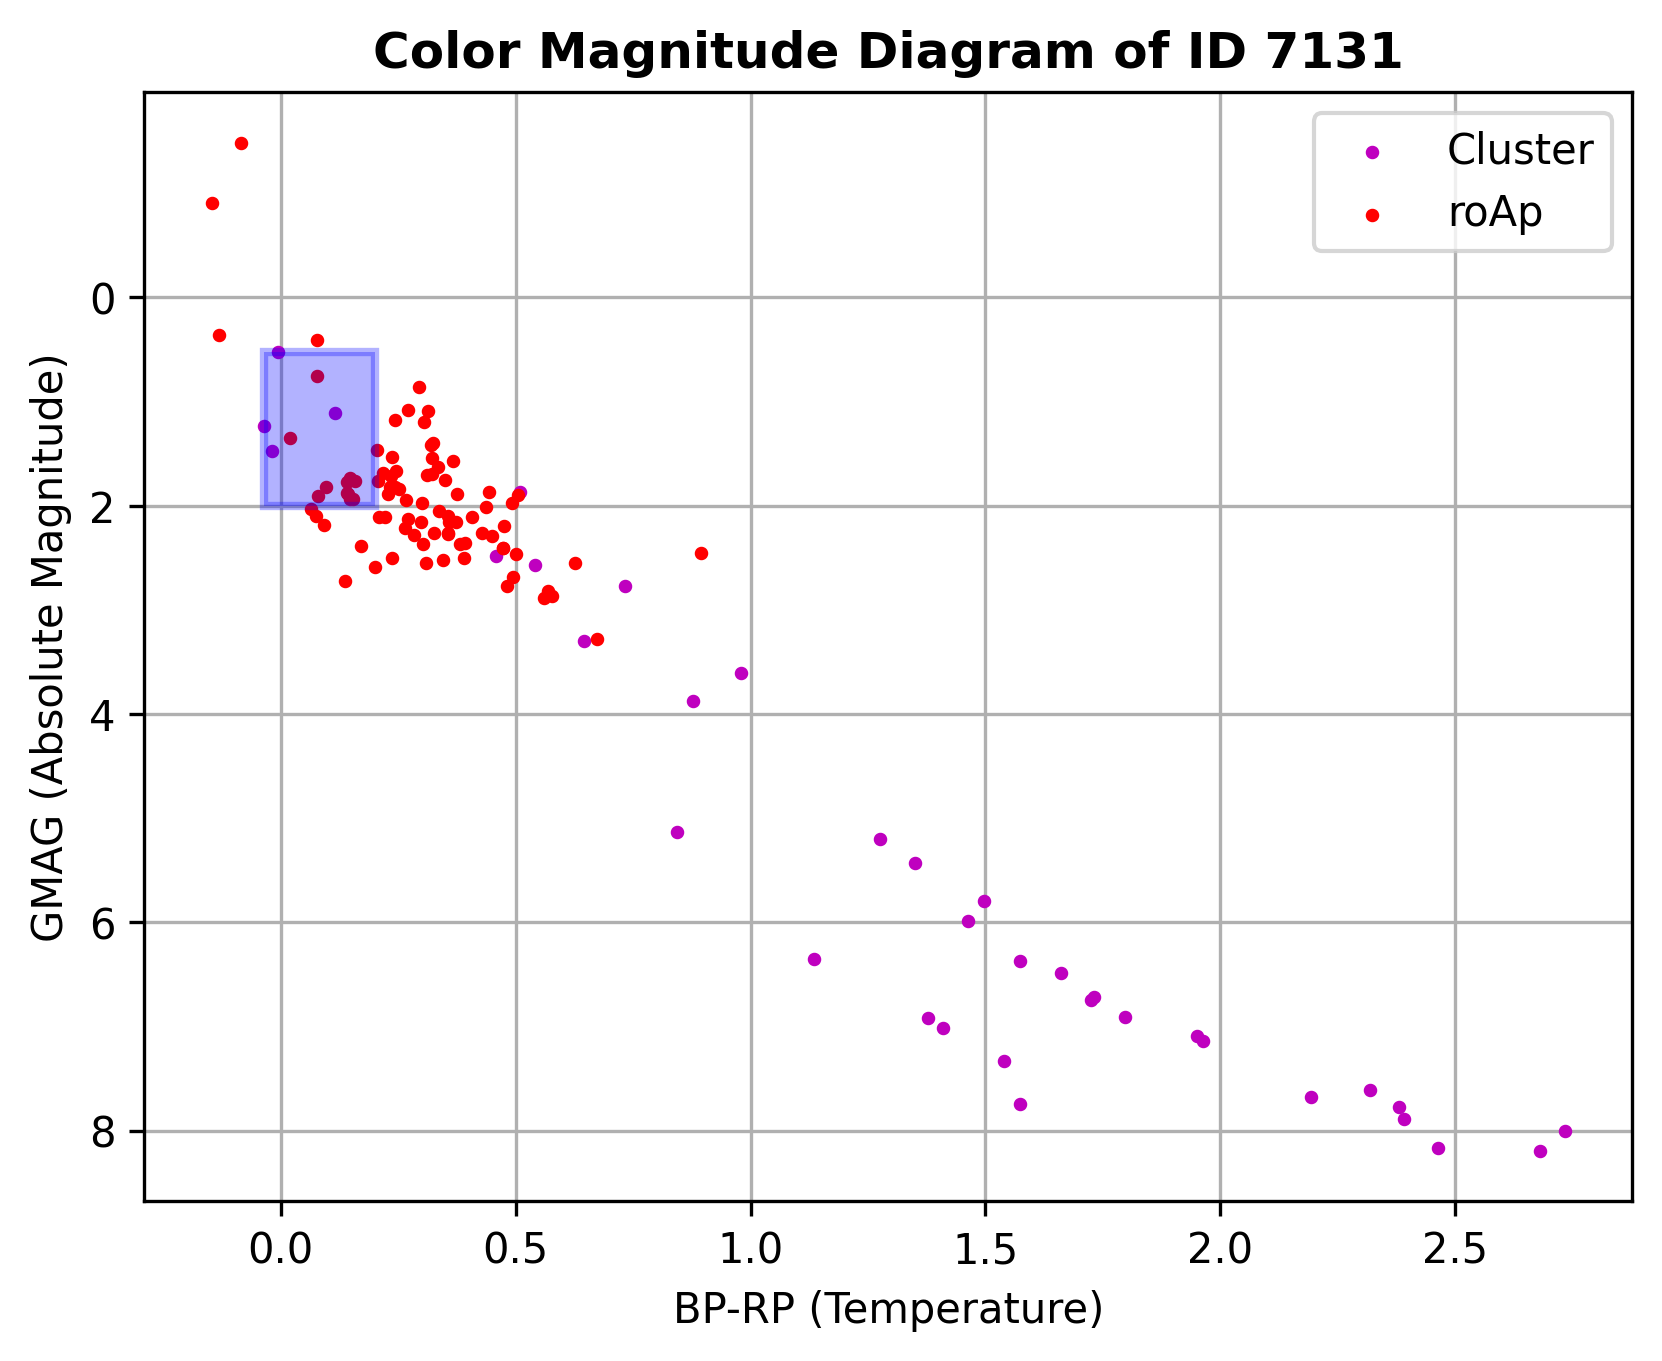 Color Magnitude Diagram of ID 7131
Cluster
roAp
GMAG (Absolute Magnitude)
0
2
4
6
8
0.0 0.5 1.0 1.5 2.0 2.5
BP-RP (Temperature)